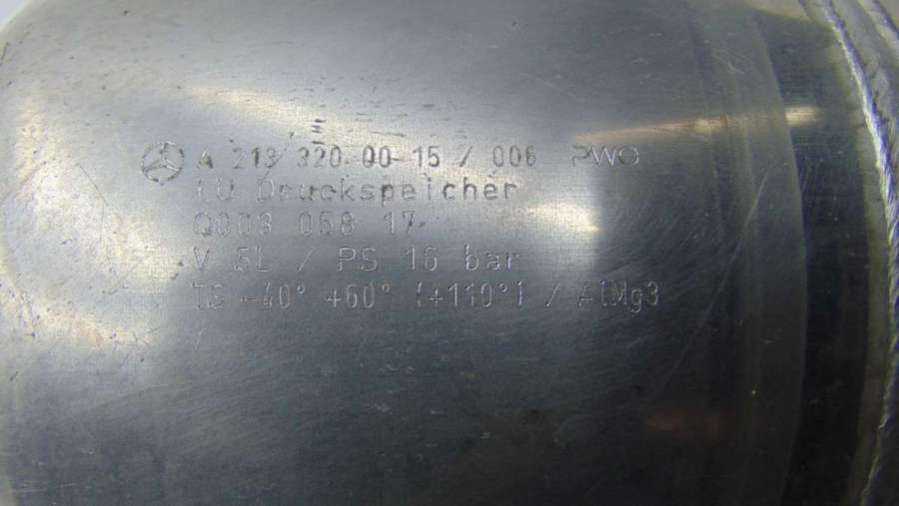 A 213 320 00 15 / 006 PWO
ZU Druckspeicher
Q003 058 17
V 5L / PS 16 bar
TS -40° +60° (+110°) / AlMg3